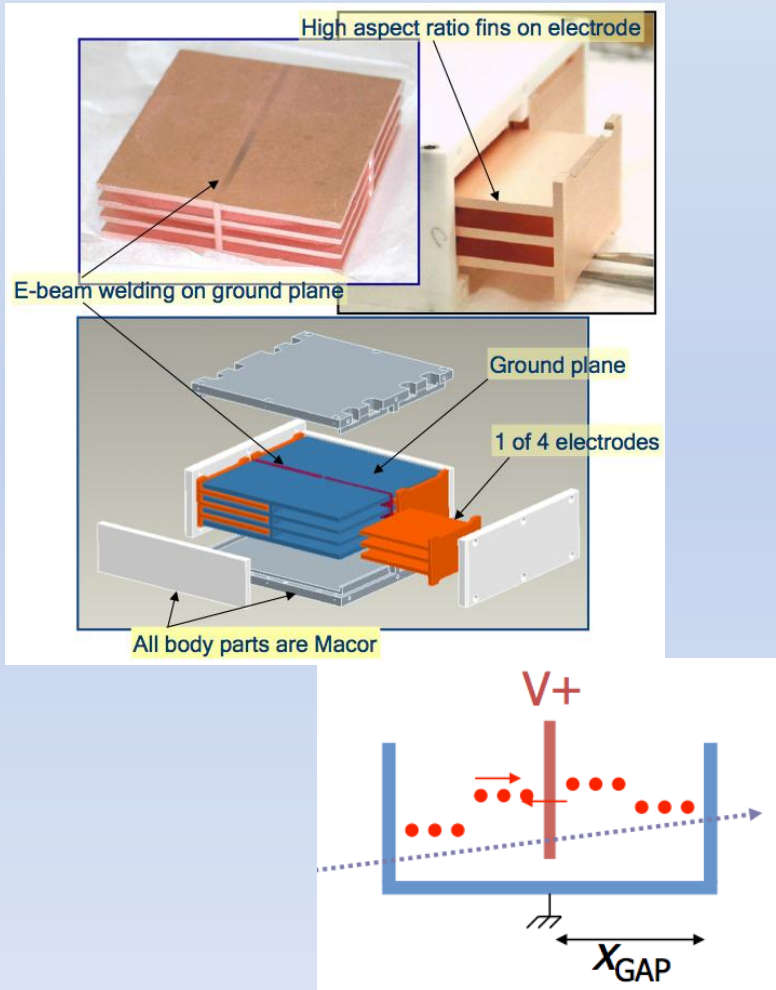 High aspect ratio fins on electrode
E-beam welding on ground plane
Ground plane
1 of 4 electrodes
All body parts are Macor
V+
X_GAP